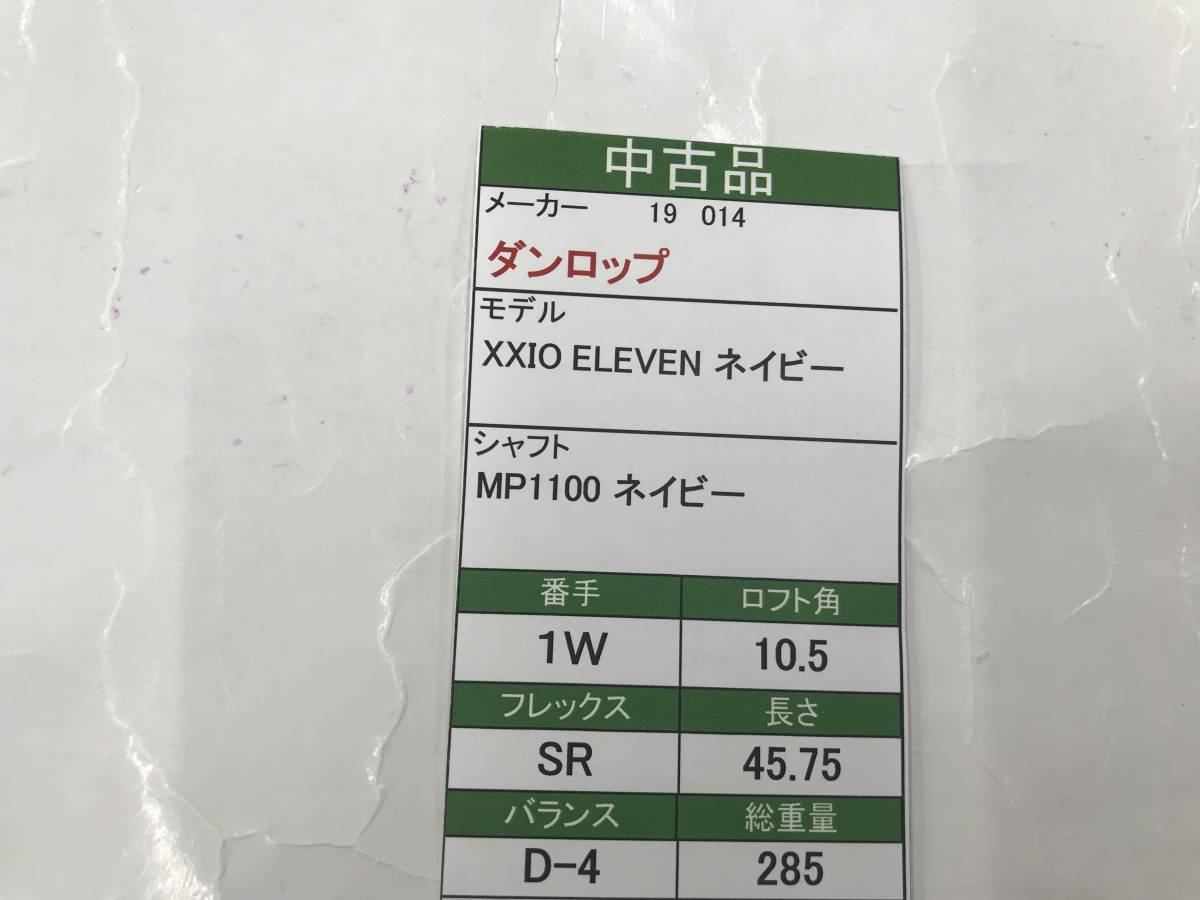 中古品
メーカー 19 014
ダンロップ
モデル
XXIO ELEVEN ネイビー
シャフト
MP1100 ネイビー
番手 ロフト角
1W 10.5
フレックス 長さ
SR 45.75
バランス 総重量
D-4 285